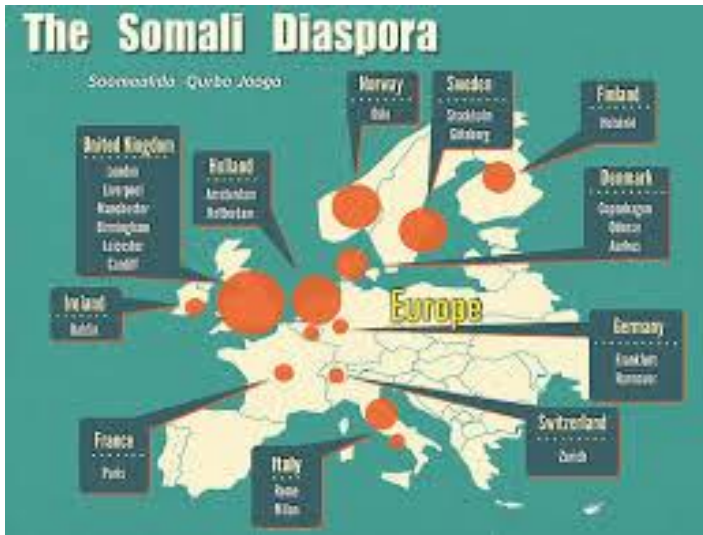 The Somali Diaspora
Soomaalida Qurba Jooga
Norway
Oslo
Sweden
Stockholm
Göteborg
Finland
Helsinki
United Kingdom
London
Liverpool
Manchester
Birmingham
Leicester
Cardiff
Holland
Amsterdam
Rotterdam
Denmark
Copenhagen
Odense
Aarhus
Ireland
Dublin
Europe
Germany
Frankfurt
Hannover
France
Paris
Italy
Rome
Milan
Switzerland
Zurich